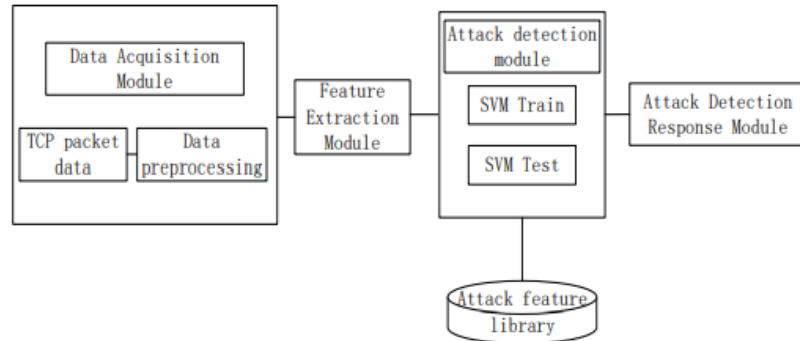 Data Acquisition
Module
TCP packet
data
Data
preprocessing
Feature
Extraction
Module
Attack detection
module
SVM Train
SVM Test
Attack feature
library
Attack Detection
Response Module